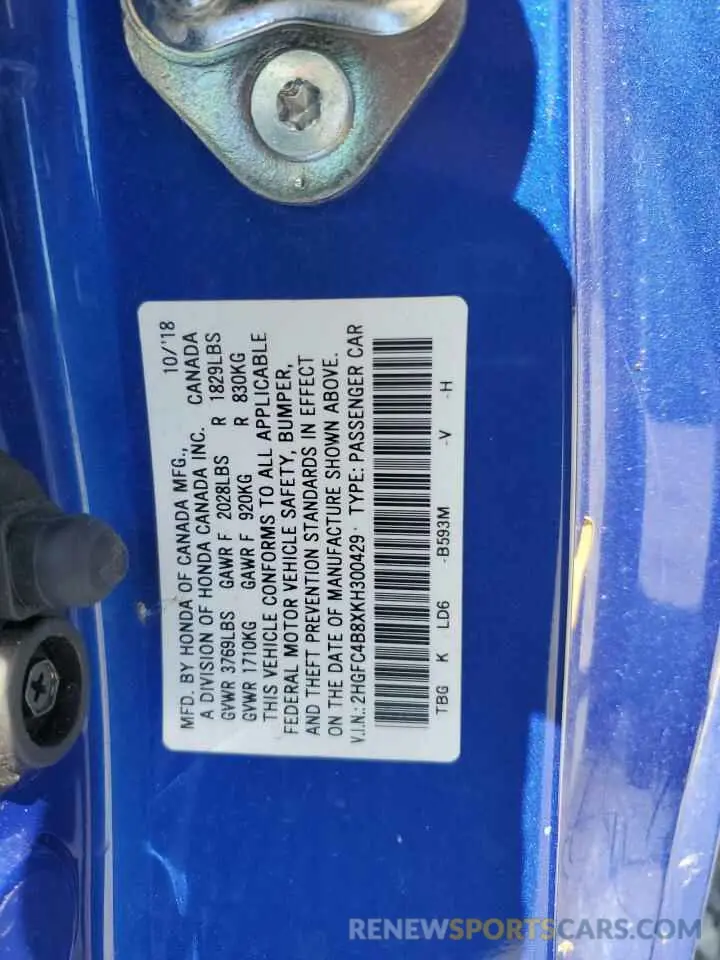 MFD. BY HONDA OF CANADA MFG., 10/'18
A DIVISION OF HONDA CANADA INC. CANADA
GVWR 3769LBS GAWR F 2028LBS R 1829LBS
GVWR 1710KG GAWR F 920KG R 830KG
THIS VEHICLE CONFORMS TO ALL APPLICABLE
FEDERAL MOTOR VEHICLE SAFETY, BUMPER,
AND THEFT PREVENTION STANDARDS IN EFFECT
ON THE DATE OF MANUFACTURE SHOWN ABOVE.
V.I.N.: 2HGFC4B8XKH300429 TYPE: PASSENGER CAR
TBG K LD6 -B593M -V -H
RENEWSPORTSCARS.COM